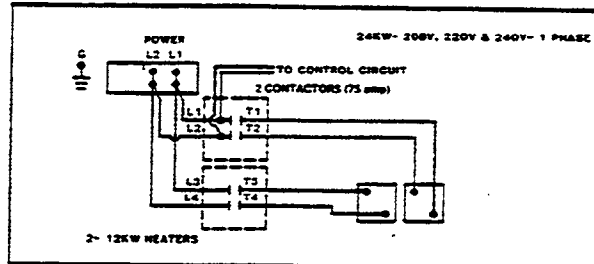 24KW- 208V, 220V & 240V- 1 PHASE
POWER
G
L2 L1
TO CONTROL CIRCUIT
2 CONTACTORS (75 amp)
L1 T1
L2 T2
L3 T3
L4 T4
2- 12KW HEATERS